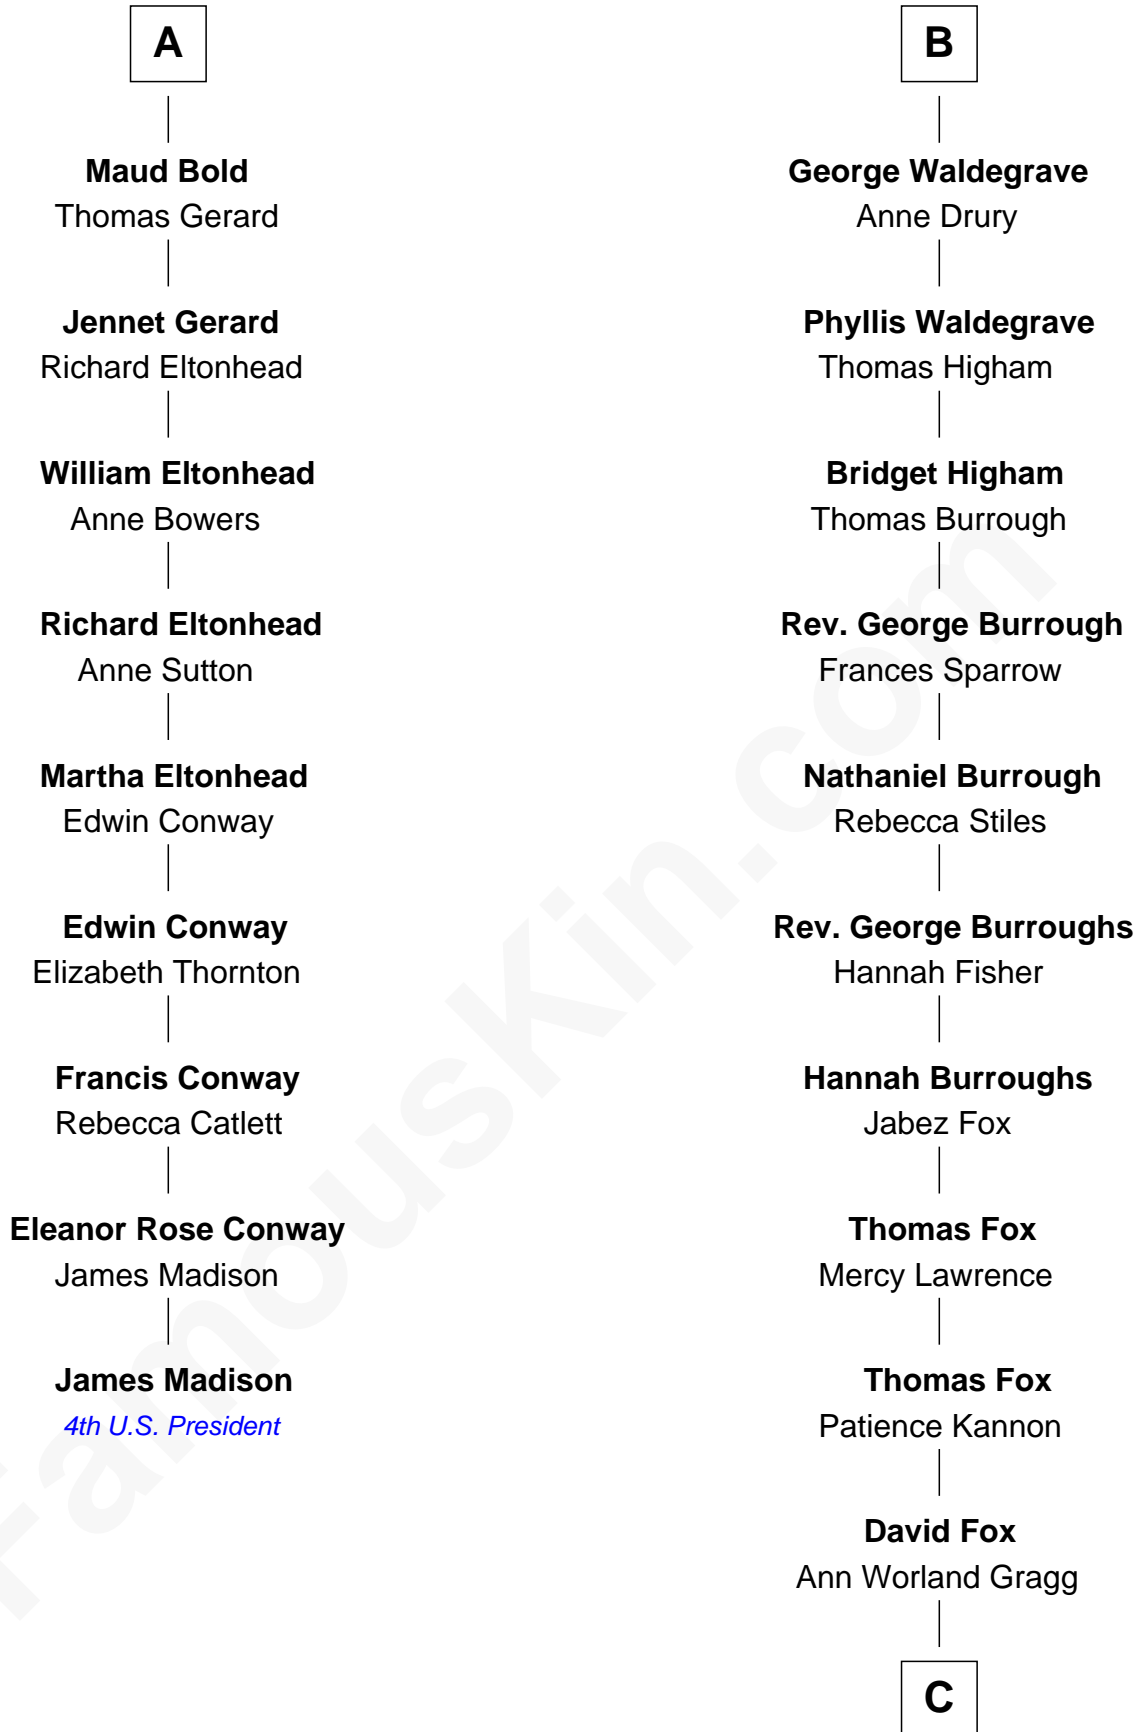 A
Maud Bold
Thomas Gerard
Jennet Gerard
Richard Eltonhead
William Eltonhead
Anne Bowers
Richard Eltonhead
Anne Sutton
Martha Eltonhead
Edwin Conway
Edwin Conway
Elizabeth Thornton
Francis Conway
Rebecca Catlett
Eleanor Rose Conway
James Madison
James Madison
4th U.S. President
B
George Waldegrave
Anne Drury
Phyllis Waldegrave
Thomas Higham
Bridget Higham
Thomas Burrough
Rev. George Burrough
Frances Sparrow
Nathaniel Burrough
Rebecca Stiles
Rev. George Burroughs
Hannah Fisher
Hannah Burroughs
Jabez Fox
Thomas Fox
Mercy Lawrence
Thomas Fox
Patience Kannon
David Fox
Ann Worland Gragg
C
FamousKin.com